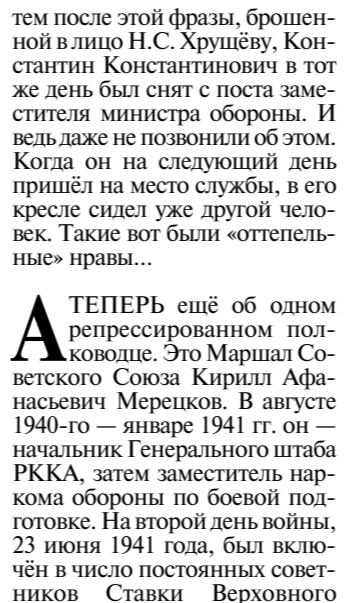 тем после этой фразы, брошен-
ной в лицо Н.С. Хрущёву, Кон-
стантин Константинович в тот
же день был снят с поста заме-
стителя министра обороны. И
ведь даже не позвонили об этом.
Когда он на следующий день
пришёл на место службы, в его
кресле сидел уже другой чело-
век. Такие вот были «оттепель-
ные» нравы...
А ТЕПЕРЬ ещё об одном
репрессированном пол-
ководце. Это Маршал Со-
ветского Союза Кирилл Афа-
насьевич Мерецков. В августе
1940-го — январе 1941 гг. он —
начальник Генерального штаба
РККА, затем заместитель нар-
кома обороны по боевой под-
готовке. На второй день войны,
23 июня 1941 года, был вклю-
чён в число постоянных совет-
ников Ставки Верховного